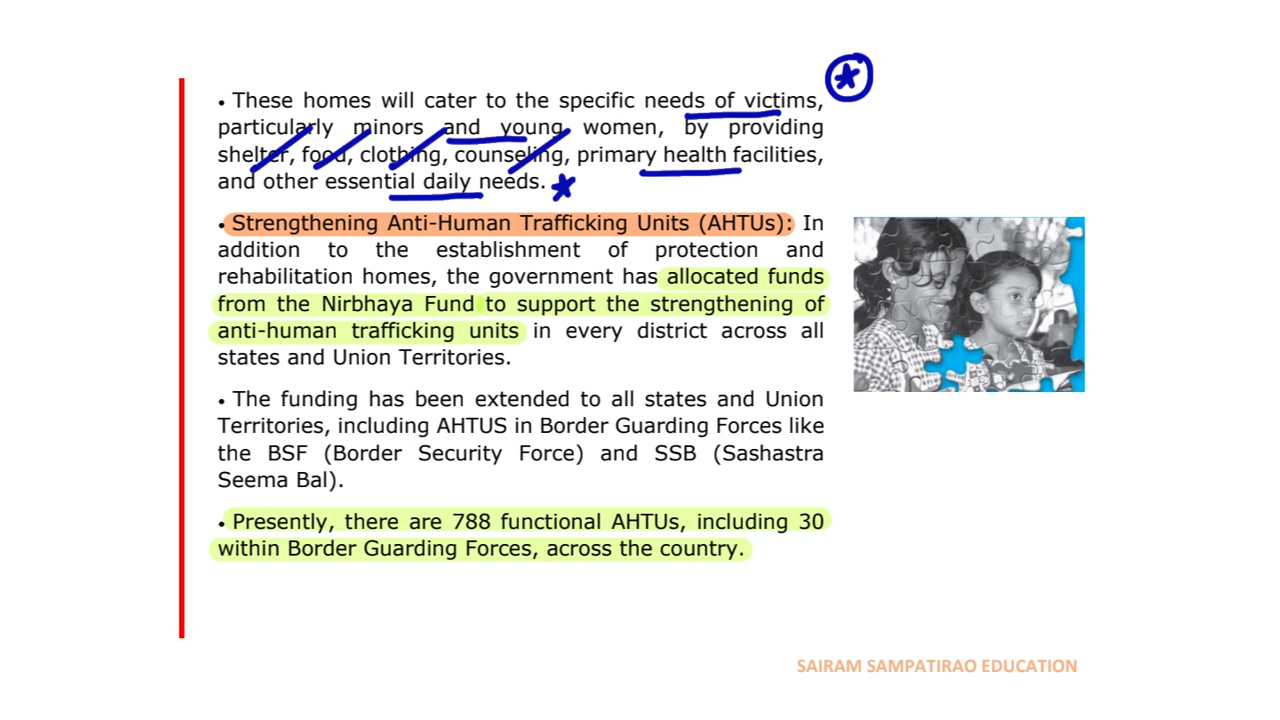 • These homes will cater to the specific needs of victims,
particularly minors and young women, by providing
shelter, food, clothing, counseling, primary health facilities,
and other essential daily needs.
• Strengthening Anti-Human Trafficking Units (AHTUs): In
addition to the establishment of protection and
rehabilitation homes, the government has allocated funds
from the Nirbhaya Fund to support the strengthening of
anti-human trafficking units in every district across all
states and Union Territories.
• The funding has been extended to all states and Union
Territories, including AHTUS in Border Guarding Forces like
the BSF (Border Security Force) and SSB (Sashastra
Seema Bal).
• Presently, there are 788 functional AHTUs, including 30
within Border Guarding Forces, across the country.
SAIRAM SAMPATIRAO EDUCATION